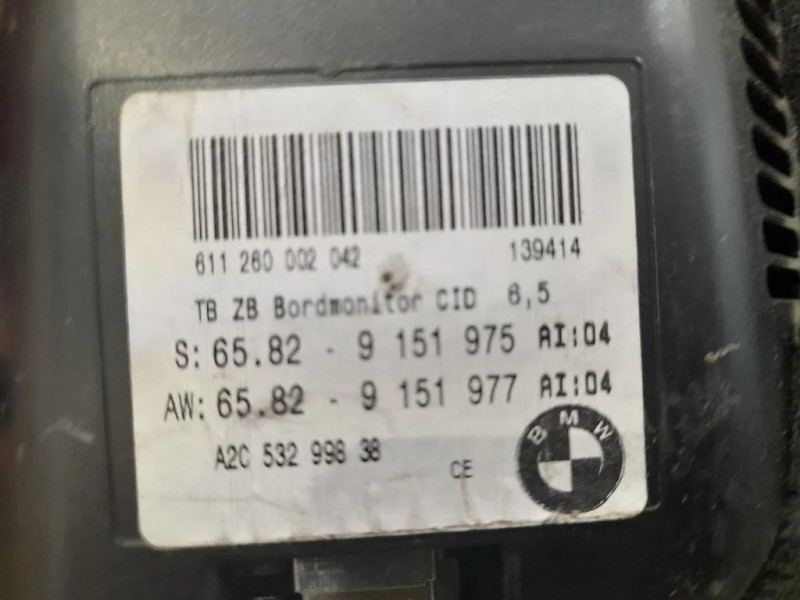 611 260 002 042 139414
TB ZB Bordmonitor CID 6,5
S: 65.82 - 9 151 975 AI:04
AW: 65.82 - 9 151 977 AI:04
A2C 532 998 38
CE
BMW